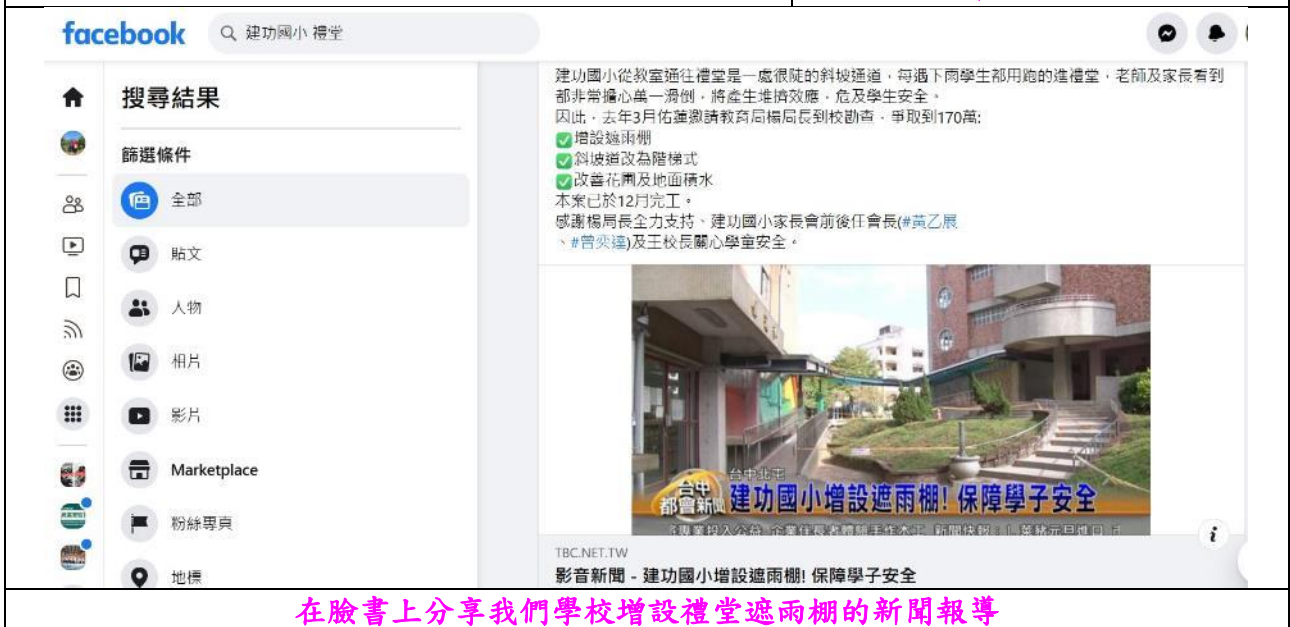 facebook
建功國小 禮堂
搜尋結果
篩選條件
全部
貼文
人物
相片
影片
Marketplace
粉絲專頁
地標
建功國小從教室通往禮堂是一處很陡的斜坡通道，每遇下雨學生都用跑的進禮堂，老師及家長看到
都非常擔心萬一滑倒，將產生堆擠效應，危及學生安全。
因此，去年3月佑蓮邀請教育局楊局長到校勘查，爭取到170萬:
✅增設遮雨棚
✅斜坡道改為階梯式
✅改善花圃及地面積水
本案已於12月完工。
感謝楊局長全力支持、建功國小家長會前後任會長(#黃乙展
、#曾奕達)及王校長關心學童安全。
台中北屯
台中
都會新聞
建功國小增設遮雨棚! 保障學子安全
TBC.NET.TW
影音新聞 - 建功國小增設遮雨棚! 保障學子安全
在臉書上分享我們學校增設禮堂遮雨棚的新聞報導